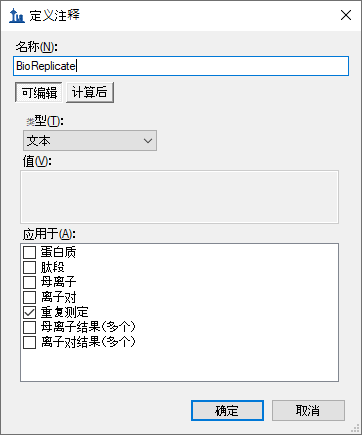 定义注释
名称(N):
BioReplicate
可编辑 计算后
类型(T):
文本
值(V):
应用于(A):
蛋白质
肽段
母离子
离子对
重复测定
母离子结果(多个)
离子对结果(多个)
确定 取消